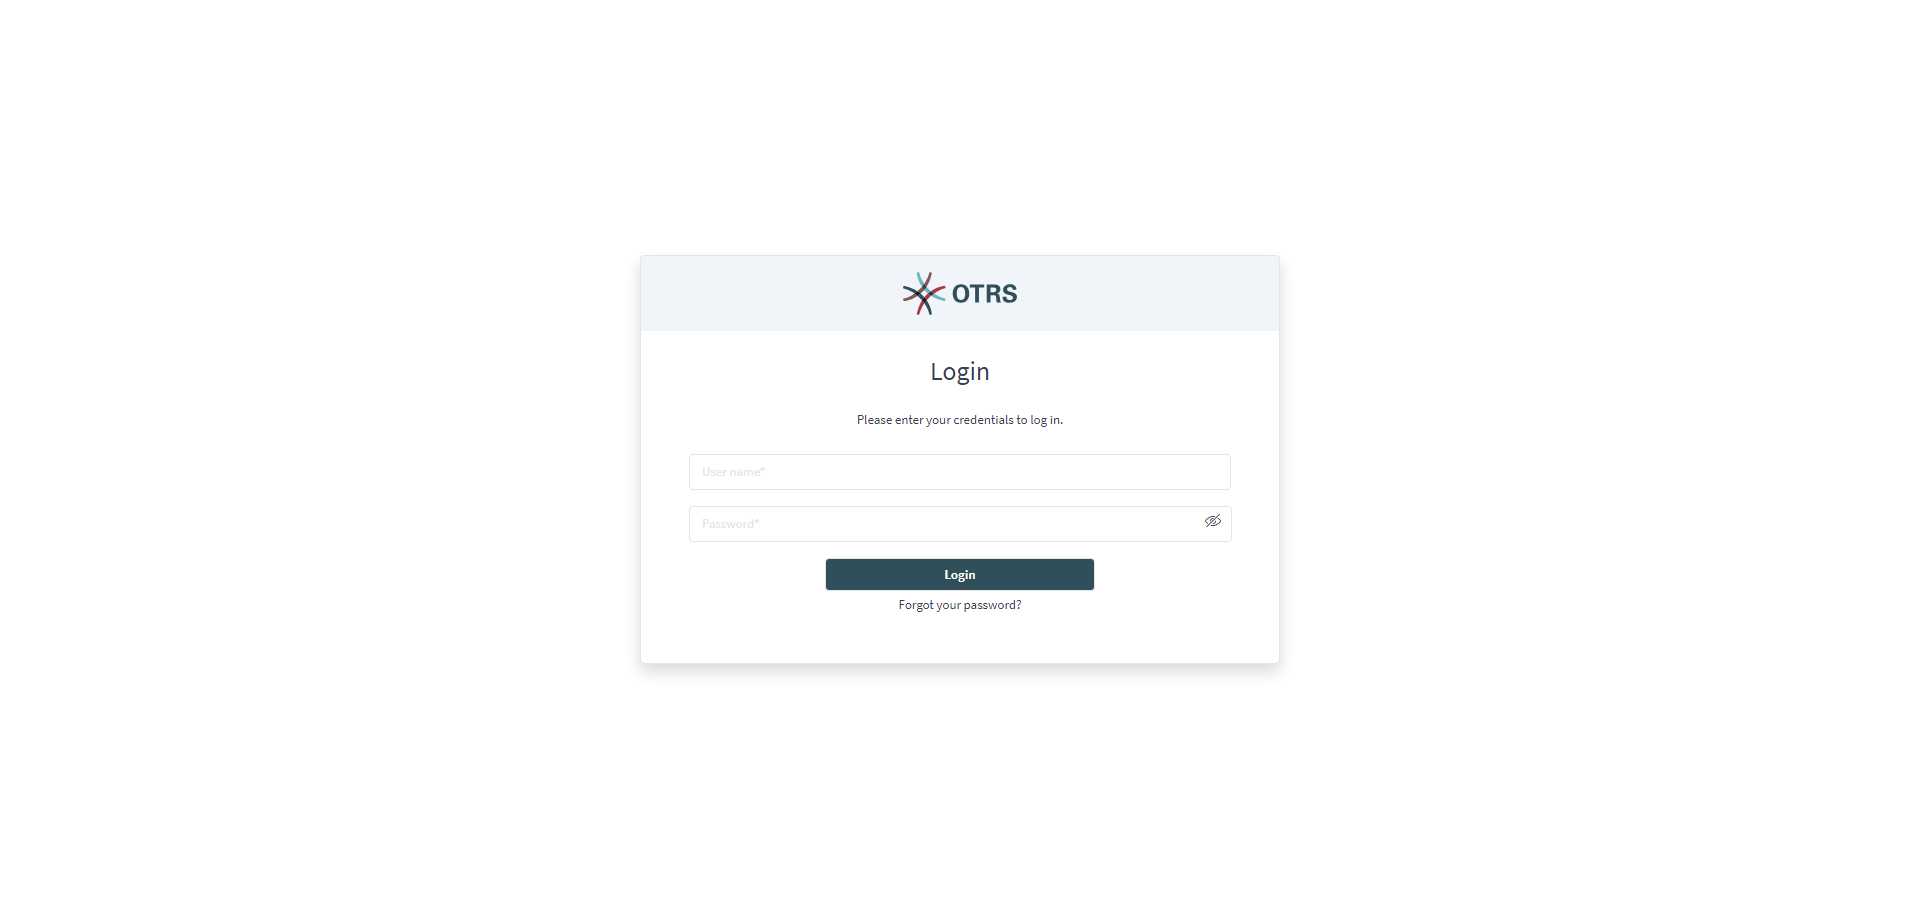 OTRS
Login
Please enter your credentials to log in.
User name*
Password*
Login
Forgot your password?